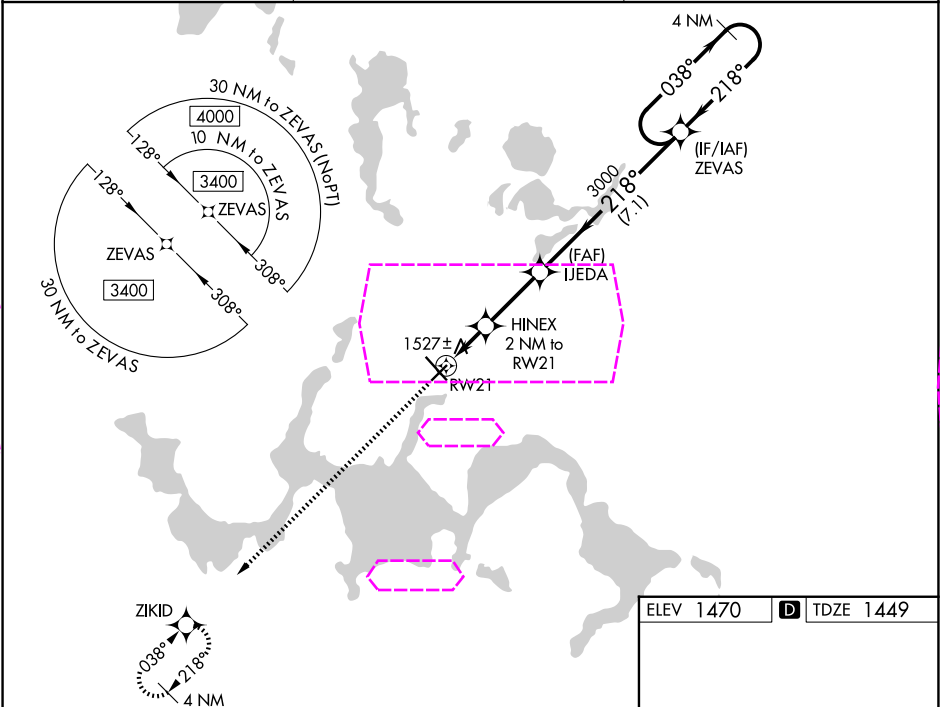 4 NM
038°
218°
(IF/IAF)
ZEVAS
30 NM to ZEVAS (NoPT)
4000
10 NM to ZEVAS
3400
128°
ZEVAS
308°
128°
ZEVAS
3400
308°
30 NM to ZEVAS
3000
218°
(7.1)
(FAF)
IJEDA
HINEX
2 NM to
RW21
1527±
RW21
ZIKID
038°
218°
4 NM
ELEV 1470 D TDZE 1449